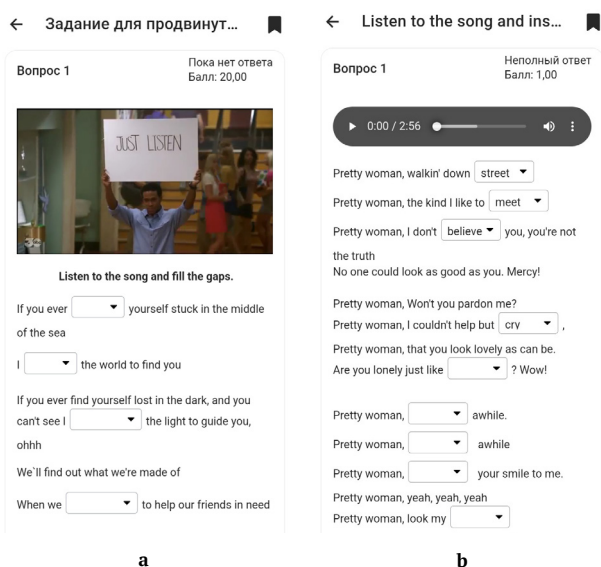 Задание для продвинут...
Вопрос 1
Пока нет ответа
Балл: 20,00
JUST LISTEN
Listen to the song and fill the gaps.
If you ever yourself stuck in the middle
of the sea
I the world to find you
If you ever find yourself lost in the dark, and you
can't see I the light to guide you,
ohhh
We`ll find out what we're made of
When we to help our friends in need
a
Listen to the song and ins...
Вопрос 1
Неполный ответ
Балл: 1,00
0:00 / 2:56
Pretty woman, walkin' down street
Pretty woman, the kind I like to meet
Pretty woman, I don't believe you, you're not
the truth
No one could look as good as you. Mercy!
Pretty woman, Won't you pardon me?
Pretty woman, I couldn't help but cry ,
Pretty woman, that you look lovely as can be.
Are you lonely just like ? Wow!
Pretty woman, awhile.
Pretty woman, awhile
Pretty woman, your smile to me.
Pretty woman, yeah, yeah, yeah
Pretty woman, look my
b